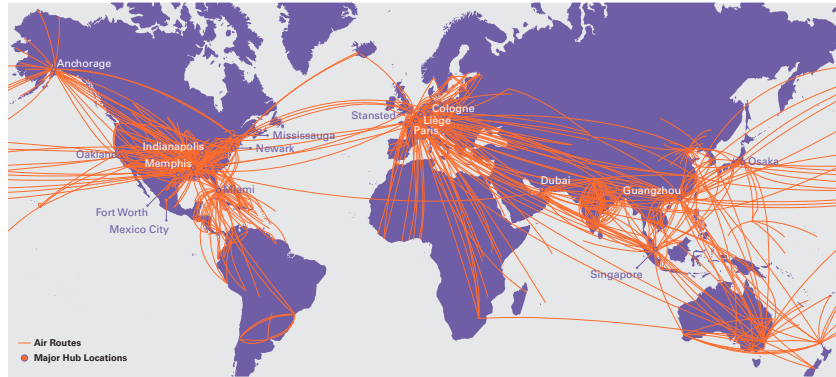 Anchorage
Cologne
Stansted
Liège
Paris
Mississauga
Indianapolis
Newark
Oakland
Memphis
Osaka
Dubai
Miami
Guangzhou
Fort Worth
Mexico City
Singapore
Air Routes
Major Hub Locations